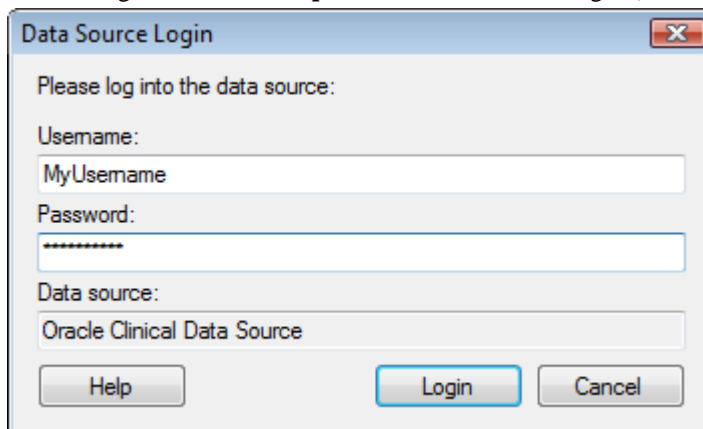 Data Source Login
Please log into the data source:
Username:
MyUsername
Password:
**********
Data source:
Oracle Clinical Data Source
Help Login Cancel